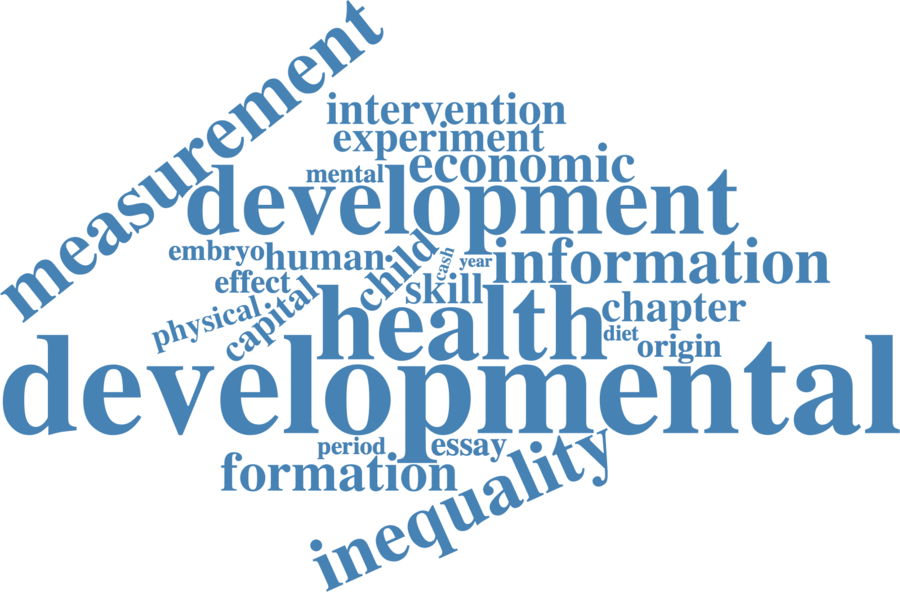 measurement
intervention
experiment
economic
mental
development
embryo
human
child
cash
year
information
effect
skill
physical
capital
health
chapter
diet
origin
developmental
period
essay
formation
inequality